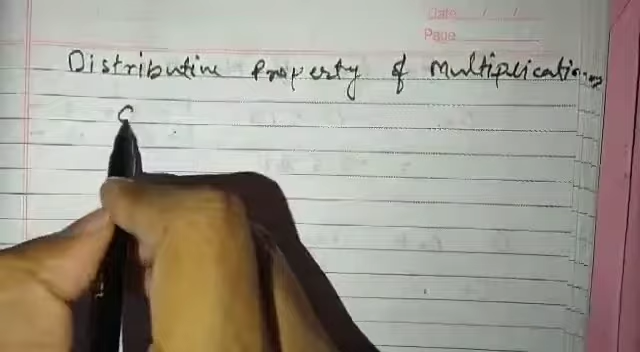 Date / /
Page
Distributive Property of Multiplication